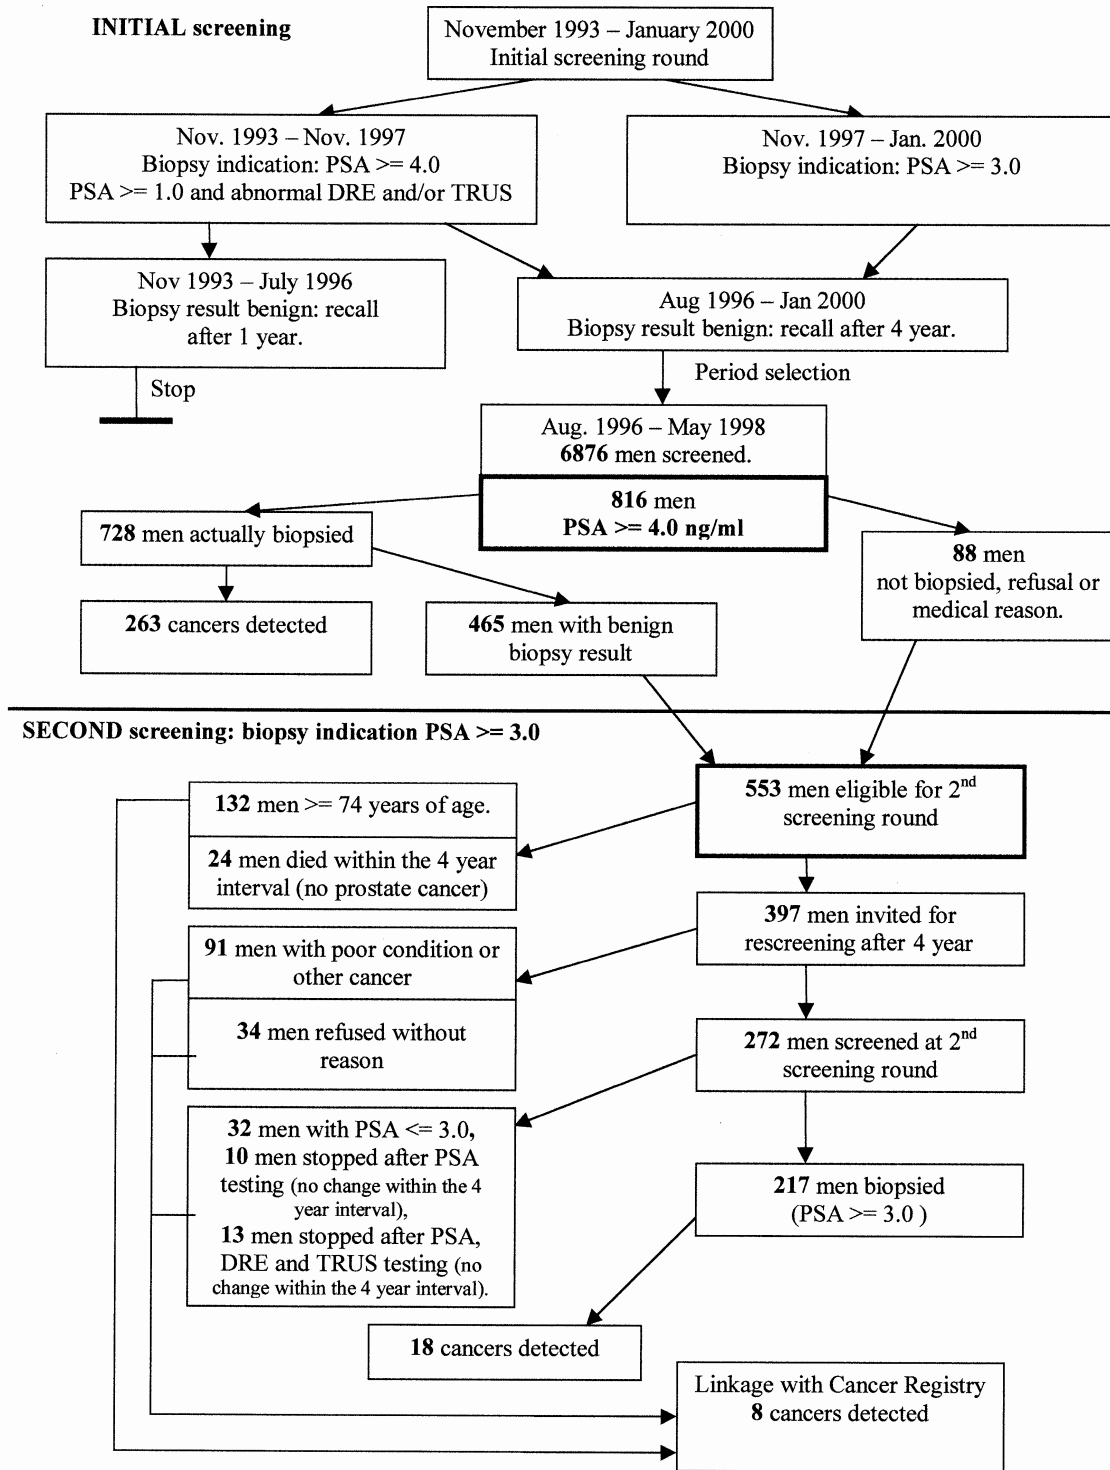 INITIAL screening
November 1993 – January 2000
Initial screening round
Nov. 1993 – Nov. 1997
Biopsy indication: PSA >= 4.0
PSA >= 1.0 and abnormal DRE and/or TRUS
Nov. 1997 – Jan. 2000
Biopsy indication: PSA >= 3.0
Nov 1993 – July 1996
Biopsy result benign: recall
after 1 year.
Aug 1996 – Jan 2000
Biopsy result benign: recall after 4 year.
Stop
Period selection
Aug. 1996 – May 1998
6876 men screened.
816 men
PSA >= 4.0 ng/ml
728 men actually biopsied
88 men
not biopsied, refusal or
medical reason.
263 cancers detected
465 men with benign
biopsy result
SECOND screening: biopsy indication PSA >= 3.0
553 men eligible for 2nd
screening round
132 men >= 74 years of age.
24 men died within the 4 year
interval (no prostate cancer)
397 men invited for
rescreening after 4 year
91 men with poor condition or
other cancer
34 men refused without
reason
272 men screened at 2nd
screening round
32 men with PSA <= 3.0,
10 men stopped after PSA
testing (no change within the 4
year interval),
13 men stopped after PSA,
DRE and TRUS testing (no
change within the 4 year interval).
217 men biopsied
(PSA >= 3.0 )
18 cancers detected
Linkage with Cancer Registry
8 cancers detected